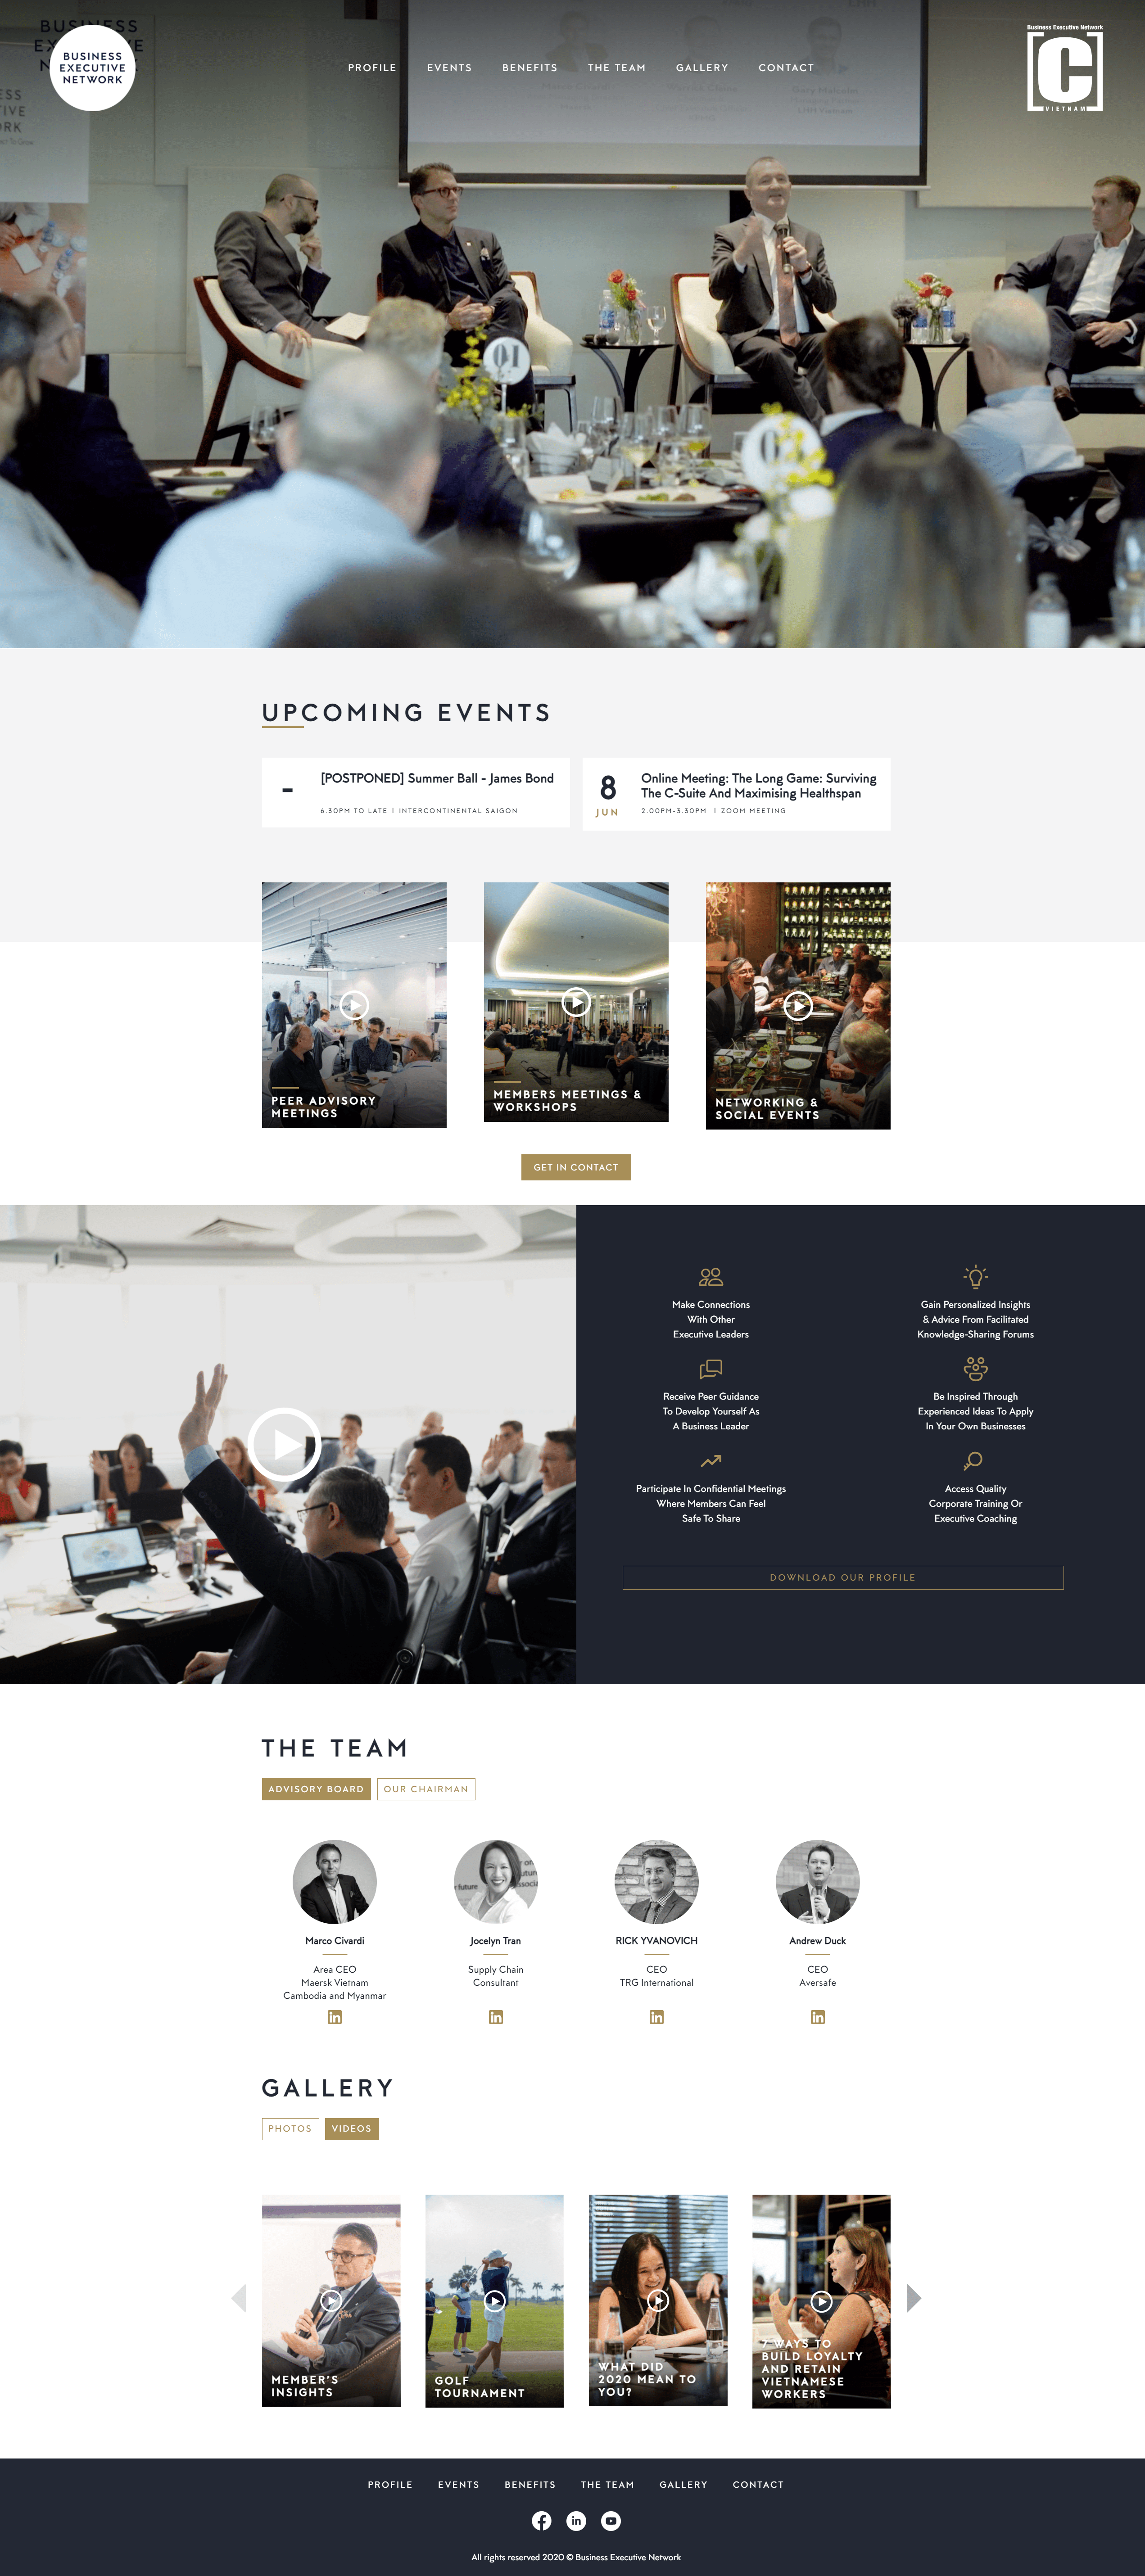 BUSINESS
EXECUTIVE
NETWORK
PROFILE
EVENTS
BENEFITS
THE TEAM
GALLERY
CONTACT
Business Executive Network
C
VIETNAM
Gary Malcolm
01
UPCOMING EVENTS
-
[POSTPONED] Summer Ball - James Bond
6.30PM TO LATE | INTERCONTINENTAL SAIGON
8
JUN
Online Meeting: The Long Game: Surviving
The C-Suite And Maximising Healthspan
2.00PM-3.30PM | ZOOM MEETING
PEER ADVISORY
MEETINGS
MEMBERS MEETINGS &
WORKSHOPS
NETWORKING &
SOCIAL EVENTS
GET IN CONTACT
Make Connections
With Other
Executive Leaders
Gain Personalized Insights
& Advice From Facilitated
Knowledge-Sharing Forums
Receive Peer Guidance
To Develop Yourself As
A Business Leader
Be Inspired Through
Experienced Ideas To Apply
In Your Own Businesses
Participate In Confidential Meetings
Where Members Can Feel
Safe To Share
Access Quality
Corporate Training Or
Executive Coaching
DOWNLOAD OUR PROFILE
THE TEAM
ADVISORY BOARD
OUR CHAIRMAN
Marco Civardi
Area CEO
Maersk Vietnam
Cambodia and Myanmar
Jocelyn Tran
Supply Chain
Consultant
RICK YVANOVICH
CEO
TRG International
Andrew Duck
CEO
Aversafe
GALLERY
PHOTOS
VIDEOS
MEMBER'S
INSIGHTS
GOLF
TOURNAMENT
WHAT DID
2020 MEAN TO
YOU?
7 WAYS TO
BUILD LOYALTY
AND RETAIN
VIETNAMESE
WORKERS
PROFILE
EVENTS
BENEFITS
THE TEAM
GALLERY
CONTACT
All rights reserved 2020 © Business Executive Network